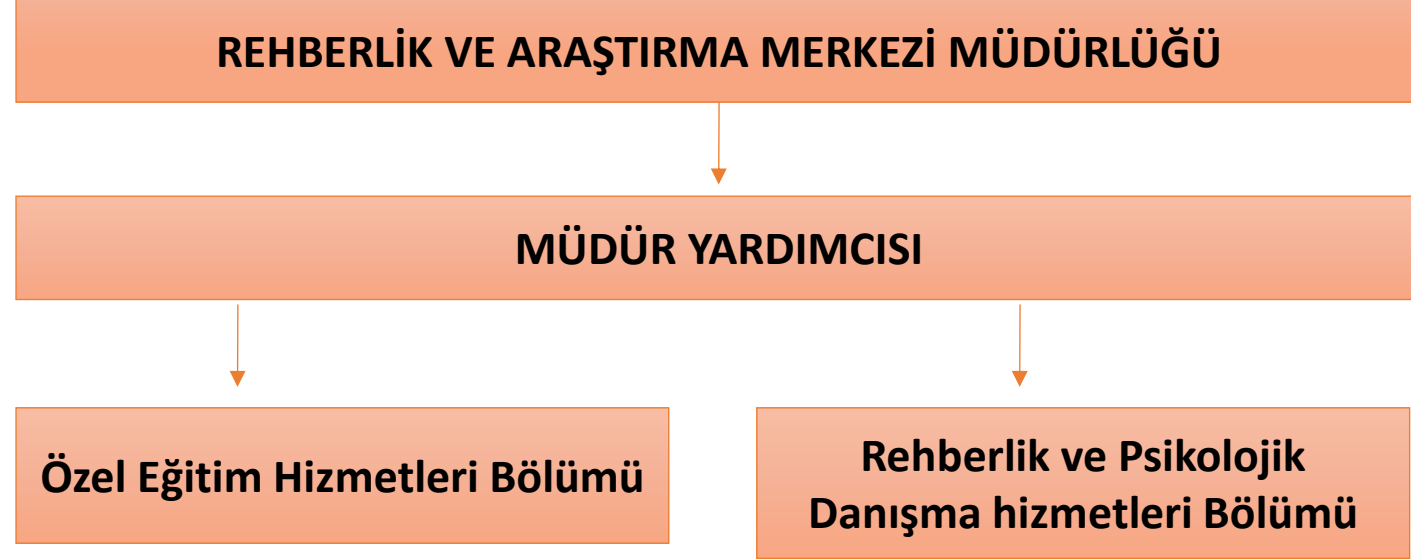 REHBERLİK VE ARAŞTIRMA MERKEZİ MÜDÜRLÜĞÜ
MÜDÜR YARDIMCISI
Özel Eğitim Hizmetleri Bölümü
Rehberlik ve Psikolojik
Danışma hizmetleri Bölümü